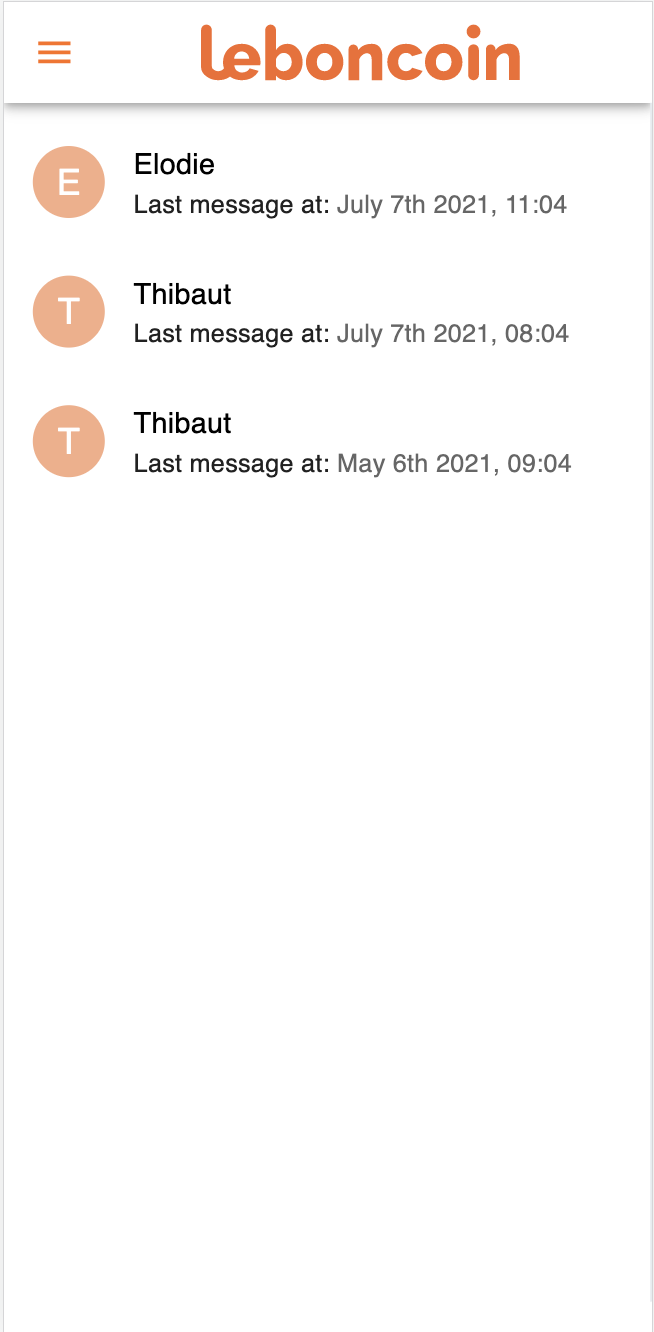 leboncoin
E
Elodie
Last message at: July 7th 2021, 11:04
T
Thibaut
Last message at: July 7th 2021, 08:04
T
Thibaut
Last message at: May 6th 2021, 09:04